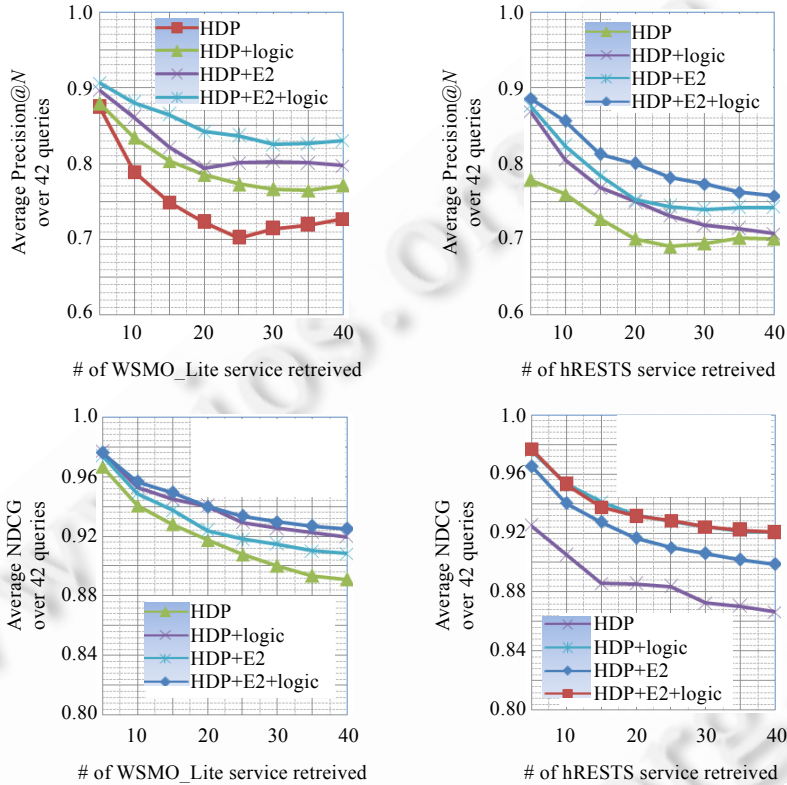 1.0
0.9
0.8
0.7
0.6
Average Precision@N
over 42 queries
HDP
HDP+logic
HDP+E2
HDP+E2+logic
10 20 30 40
# of WSMO_Lite service retreived
1.0
0.9
0.8
0.7
0.6
Average Precision@N
over 42 queries
HDP
HDP+logic
HDP+E2
HDP+E2+logic
10 20 30 40
# of hRESTS service retreived
1.0
0.96
0.92
0.88
0.84
0.80
Average NDCG
over 42 queries
HDP
HDP+logic
HDP+E2
HDP+E2+logic
10 20 30 40
# of WSMO_Lite service retreived
1.0
0.96
0.92
0.88
0.84
0.80
Average NDCG
over 42 queries
HDP
HDP+logic
HDP+E2
HDP+E2+logic
10 20 30 40
# of hRESTS service retreived